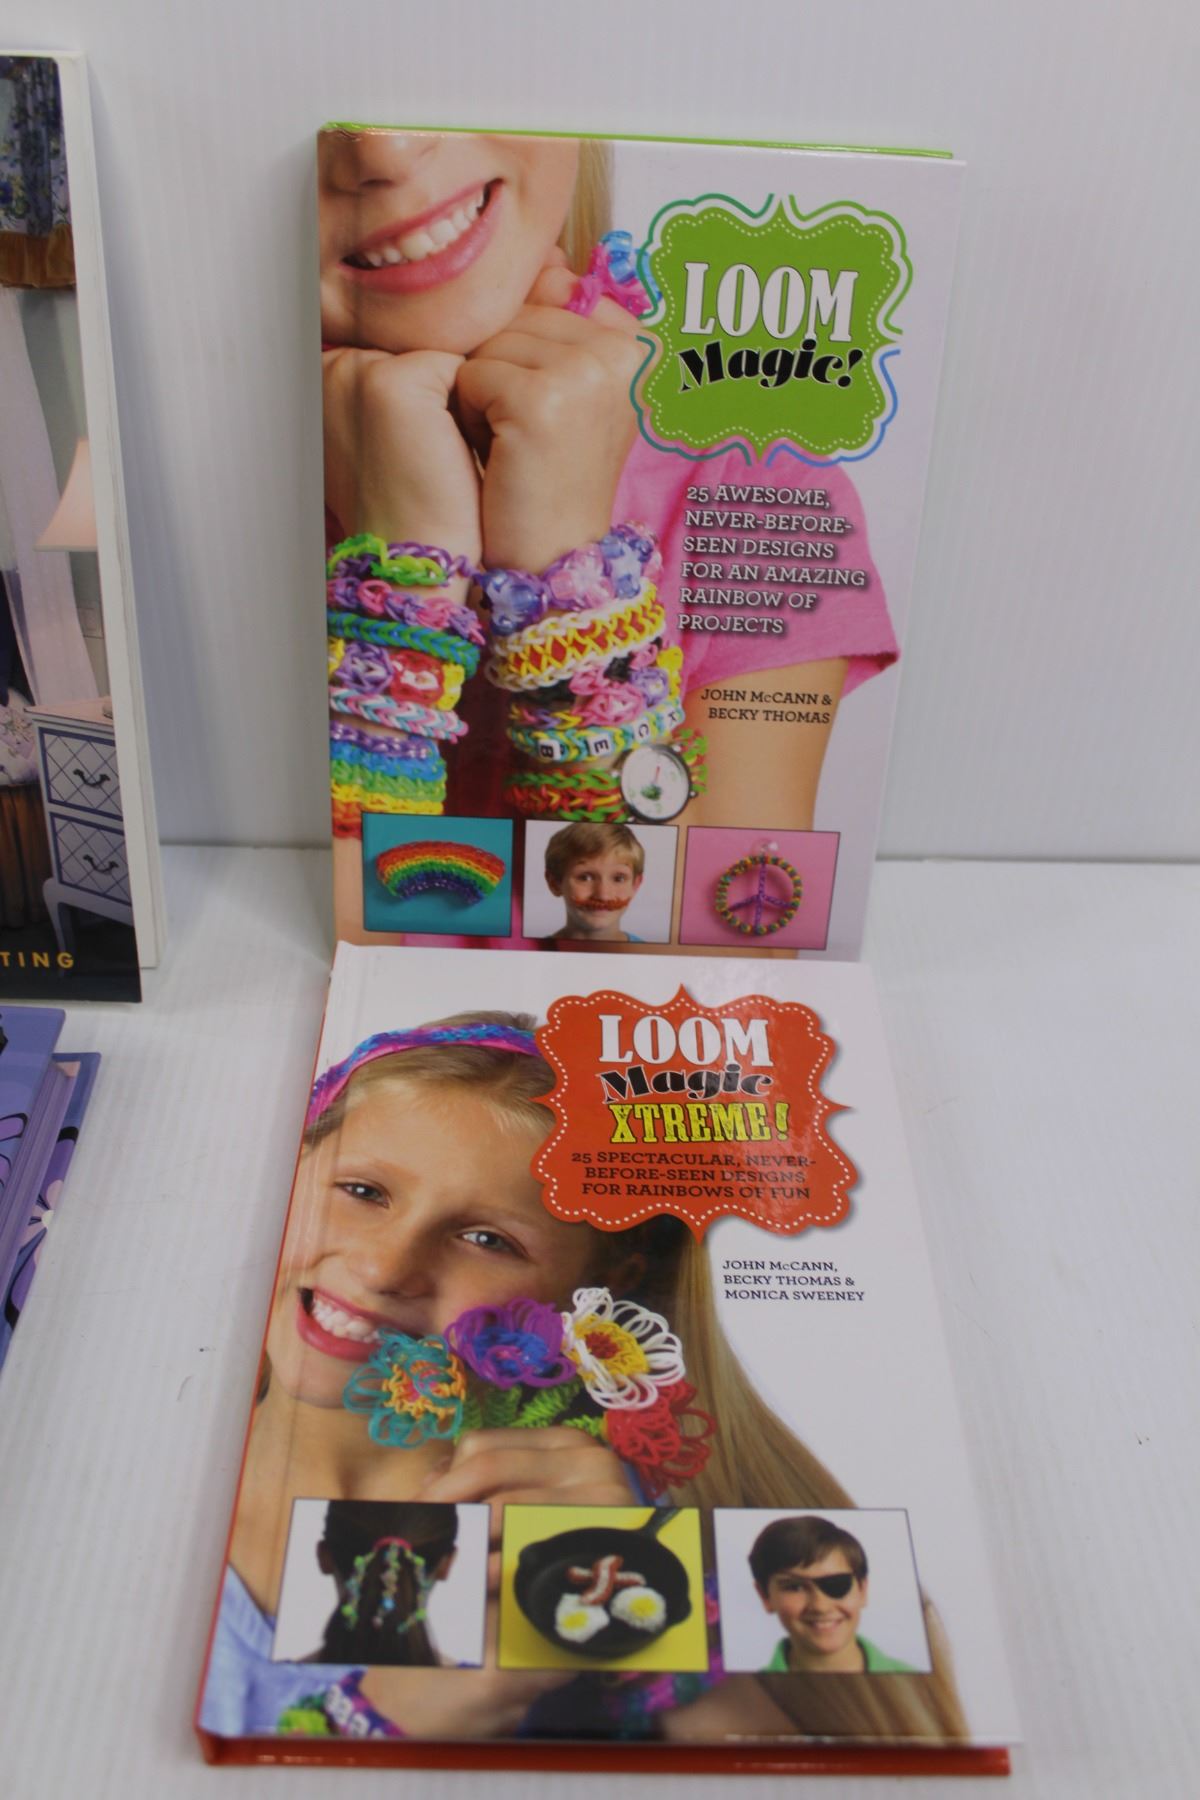 LOOM
Magic!
25 AWESOME,
NEVER-BEFORE-
SEEN DESIGNS
FOR AN AMAZING
RAINBOW OF
PROJECTS
JOHN McCANN &
BECKY THOMAS
TING
LOOM
Magic
XTREME!
25 SPECTACULAR, NEVER-
BEFORE-SEEN DESIGNS
FOR RAINBOWS OF FUN
JOHN McCANN,
BECKY THOMAS &
MONICA SWEENEY